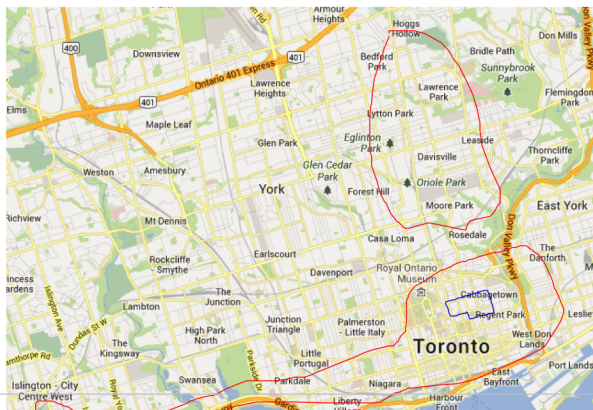 Armour
Heights
Hoggs
Hollow
Don Mills
400
Downsview
401
Bedford
Park
Bridle Path
Don Valley Pkwy
Ontario 401 Express
Sunnybrook
Park
Lawrence
Heights
Lawrence
Park
Flemingdon
Park
401
Elms
Maple Leaf
Lytton Park
Glen Park
Eglinton
Park
Leaside
Davisville
Thorncliffe
Park
Weston
Amesbury
Glen Cedar
Park
Oriole Park
York
Forest Hill
Moore Park
East York
Richview
Mt Dennis
Casa Loma
Rosedale
Don Valley Pkwy
The
Danforth
Earlscourt
Rockcliffe
- Smythe
Davenport
Royal Ontario
Museum
Islington Ave
The
Junction
Cabbagetown
Lambton
Regent Park
Dundas St W
High Park
North
Junction
Triangle
Palmerston
- Little Italy
West Don
Lands
The
Kingsway
Toronto
Little
Portugal
Parkside Dr
Port Lands
Swansea
Parkdale
Niagara
East
Bayfront
Islington - City
Centre West
Liberty
Harbour
Front